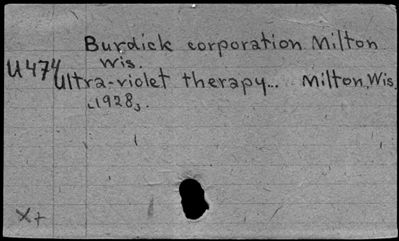 Burdick corporation Milton
Wis.
U474
Ultra-violet therapy... Milton, Wis.
[1928].
X+